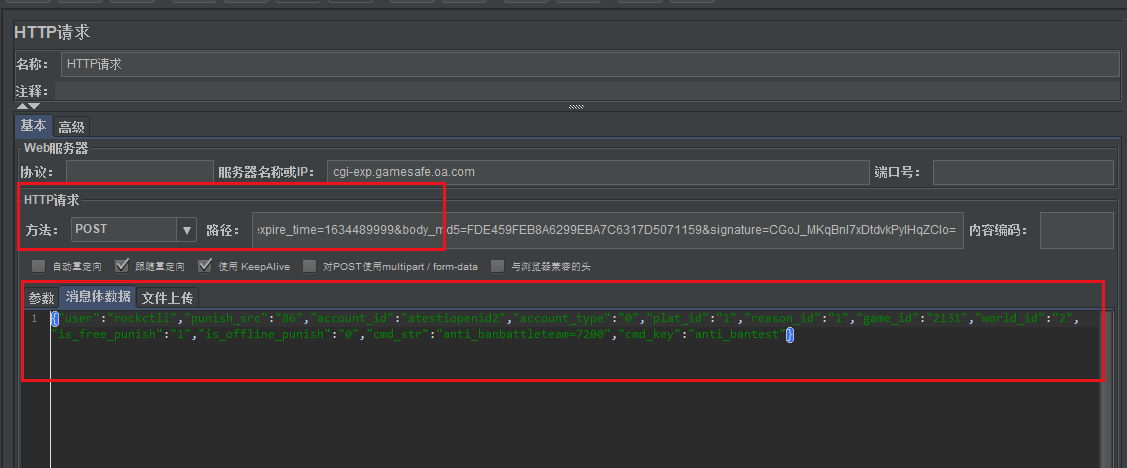 HTTP请求
名称： HTTP请求
注释：
基本 高级
Web服务器
协议： 服务器名称或IP： cgi-exp.gamesafe.oa.com 端口号：
HTTP请求
方法： POST 路径： expire_time=1634489999&body_md5=FDE459FEB8A6299EBA7C6317D5071159&signature=CGoJ_MKqBnI7xDtdvkPylHqZClo= 内容编码：
自动重定向 跟随重定向 使用 KeepAlive 对POST使用multipart / form-data 与浏览器兼容的头
参数 消息体数据 文件上传
1 {"user":"rockctli","punish_src":"86","account_id":"atestiopenid2","account_type":"0","plat_id":"1","reason_id":"1","game_id":"2131","world_id":"2",
"is_free_punish":"1","is_offline_punish":"0","cmd_str":"anti_banbattleteam=7200","cmd_key":"anti_bantest"}